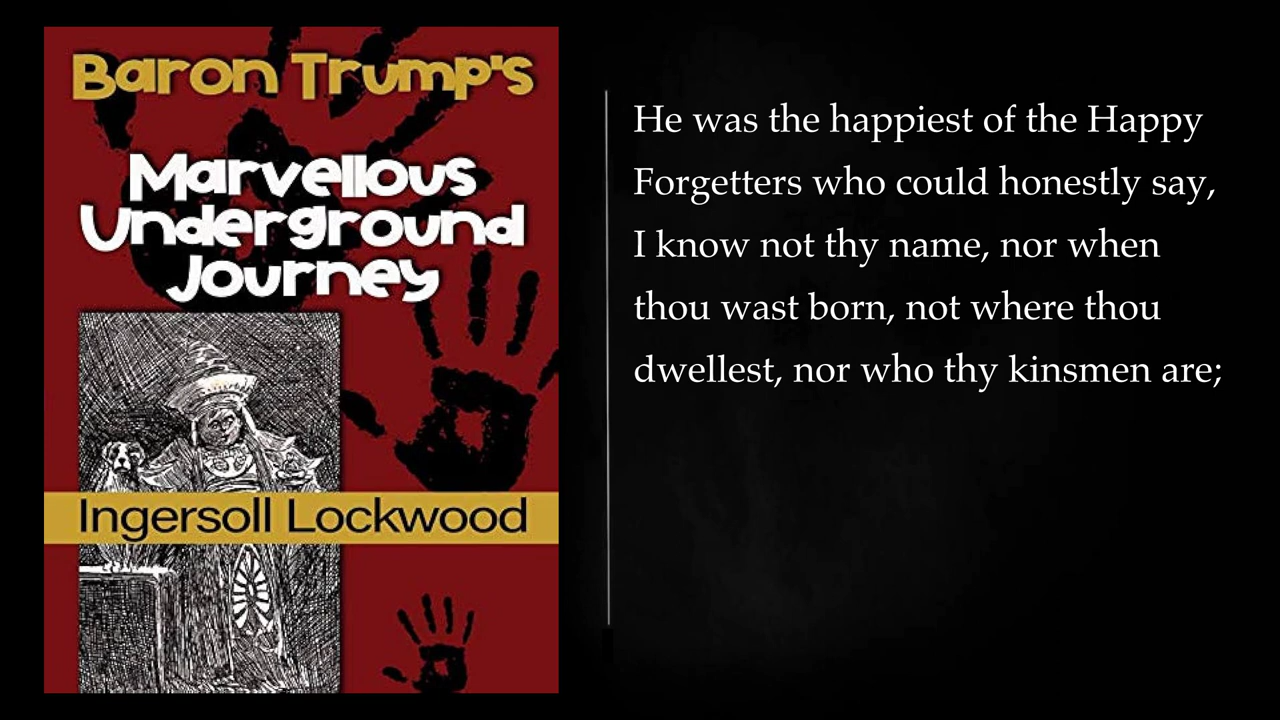 Baron Trump's
Marvellous
Underground
Journey
Ingersoll Lockwood
He was the happiest of the Happy
Forgetters who could honestly say,
I know not thy name, nor when
thou wast born, not where thou
dwellest, nor who thy kinsmen are;